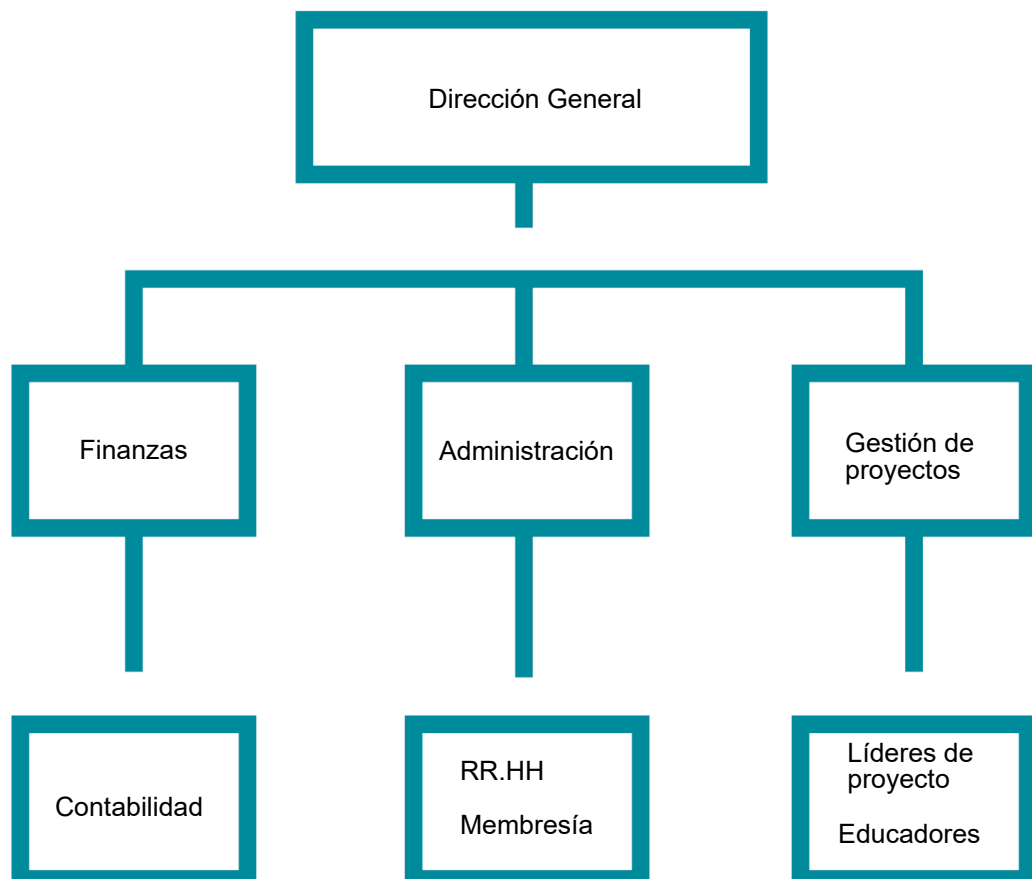 Dirección General
Finanzas
Administración
Gestión de
proyectos
Contabilidad
RR.HH
Membresía
Líderes de
proyecto
Educadores